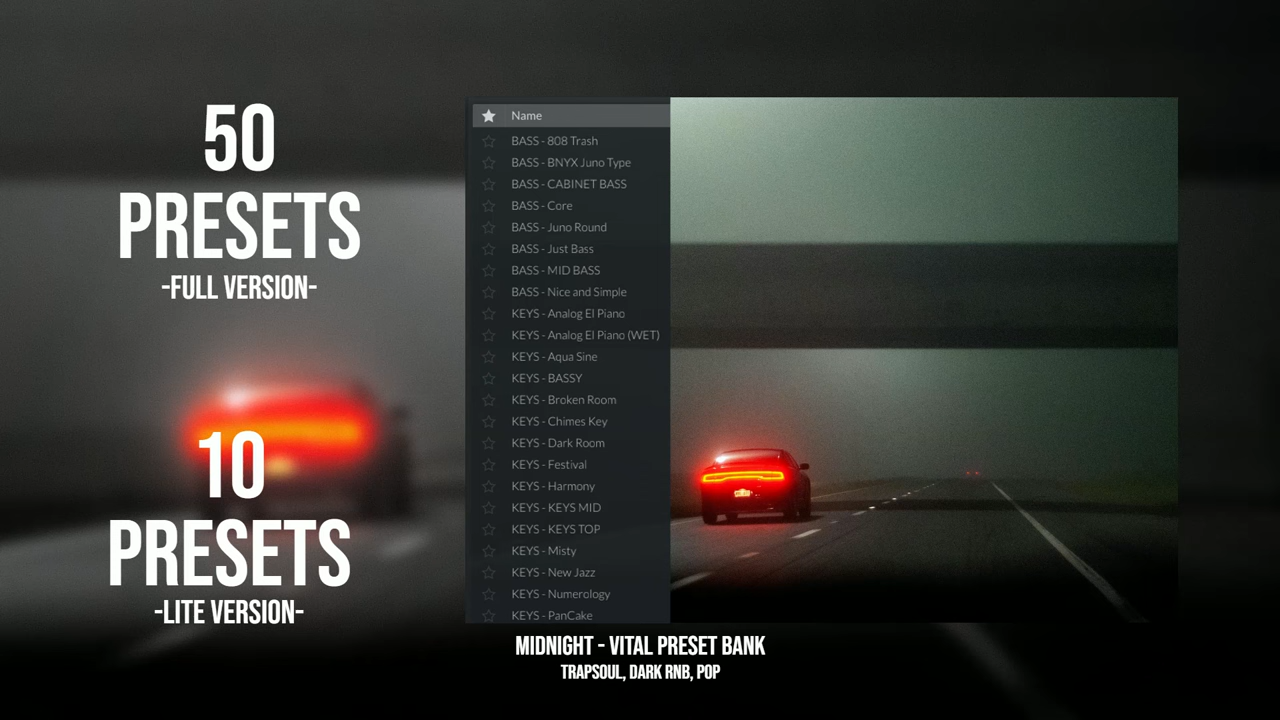 50
PRESETS
-FULL VERSION-
10
PRESETS
-LITE VERSION-
Name
BASS - 808 Trash
BASS - BNYX Juno Type
BASS - CABINET BASS
BASS - Core
BASS - Juno Round
BASS - Just Bass
BASS - MID BASS
BASS - Nice and Simple
KEYS - Analog El Piano
KEYS - Analog El Piano (WET)
KEYS - Aqua Sine
KEYS - BASSY
KEYS - Broken Room
KEYS - Chimes Key
KEYS - Dark Room
KEYS - Festival
KEYS - Harmony
KEYS - KEYS MID
KEYS - KEYS TOP
KEYS - Misty
KEYS - New Jazz
KEYS - Numerology
KEYS - PanCake
MIDNIGHT - VITAL PRESET BANK
TRAPSOUL, DARK RNB, POP